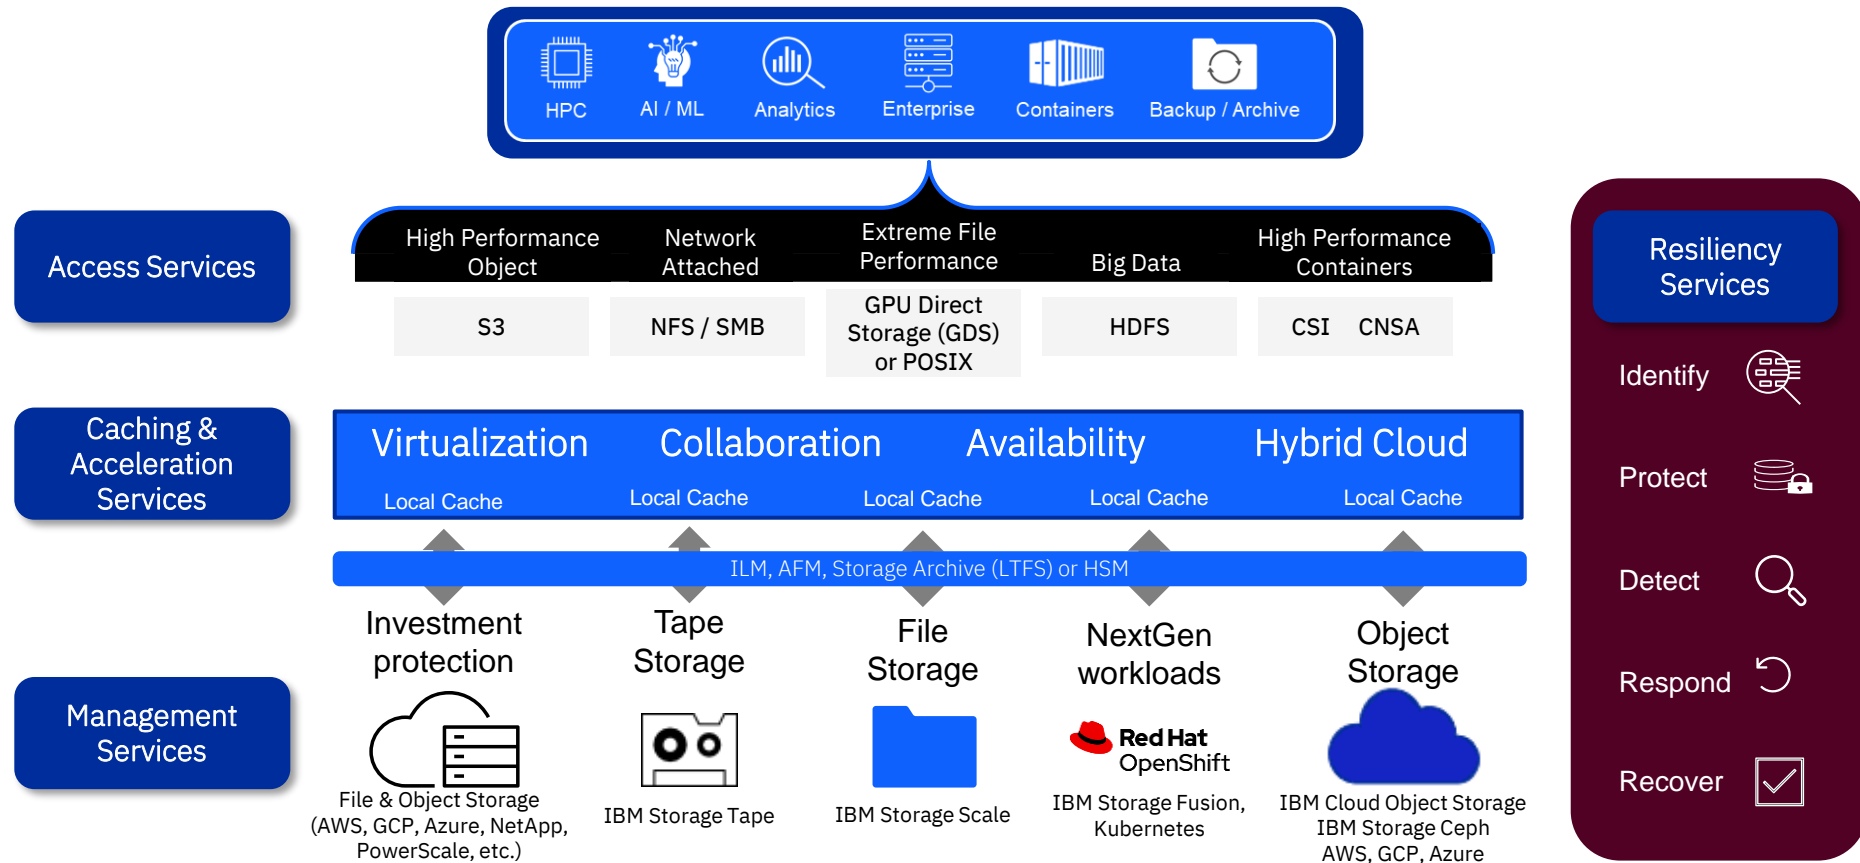 HPC
AI / ML
Analytics
Enterprise
Containers
Backup / Archive
Access Services
High Performance
Object
Network
Attached
Extreme File
Performance
Big Data
High Performance
Containers
S3
NFS / SMB
GPU Direct
Storage (GDS)
or POSIX
HDFS
CSI CNSA
Caching &
Acceleration
Services
Virtualization
Collaboration
Availability
Hybrid Cloud
Local Cache
Local Cache
Local Cache
Local Cache
Local Cache
ILM, AFM, Storage Archive (LTFS) or HSM
Management
Services
Investment
protection
File & Object Storage
(AWS, GCP, Azure, NetApp,
PowerScale, etc.)
Tape
Storage
IBM Storage Tape
File
Storage
IBM Storage Scale
NextGen
workloads
Red Hat
OpenShift
IBM Storage Fusion,
Kubernetes
Object
Storage
IBM Cloud Object Storage
IBM Storage Ceph
AWS, GCP, Azure
Resiliency
Services
Identify
Protect
Detect
Respond
Recover